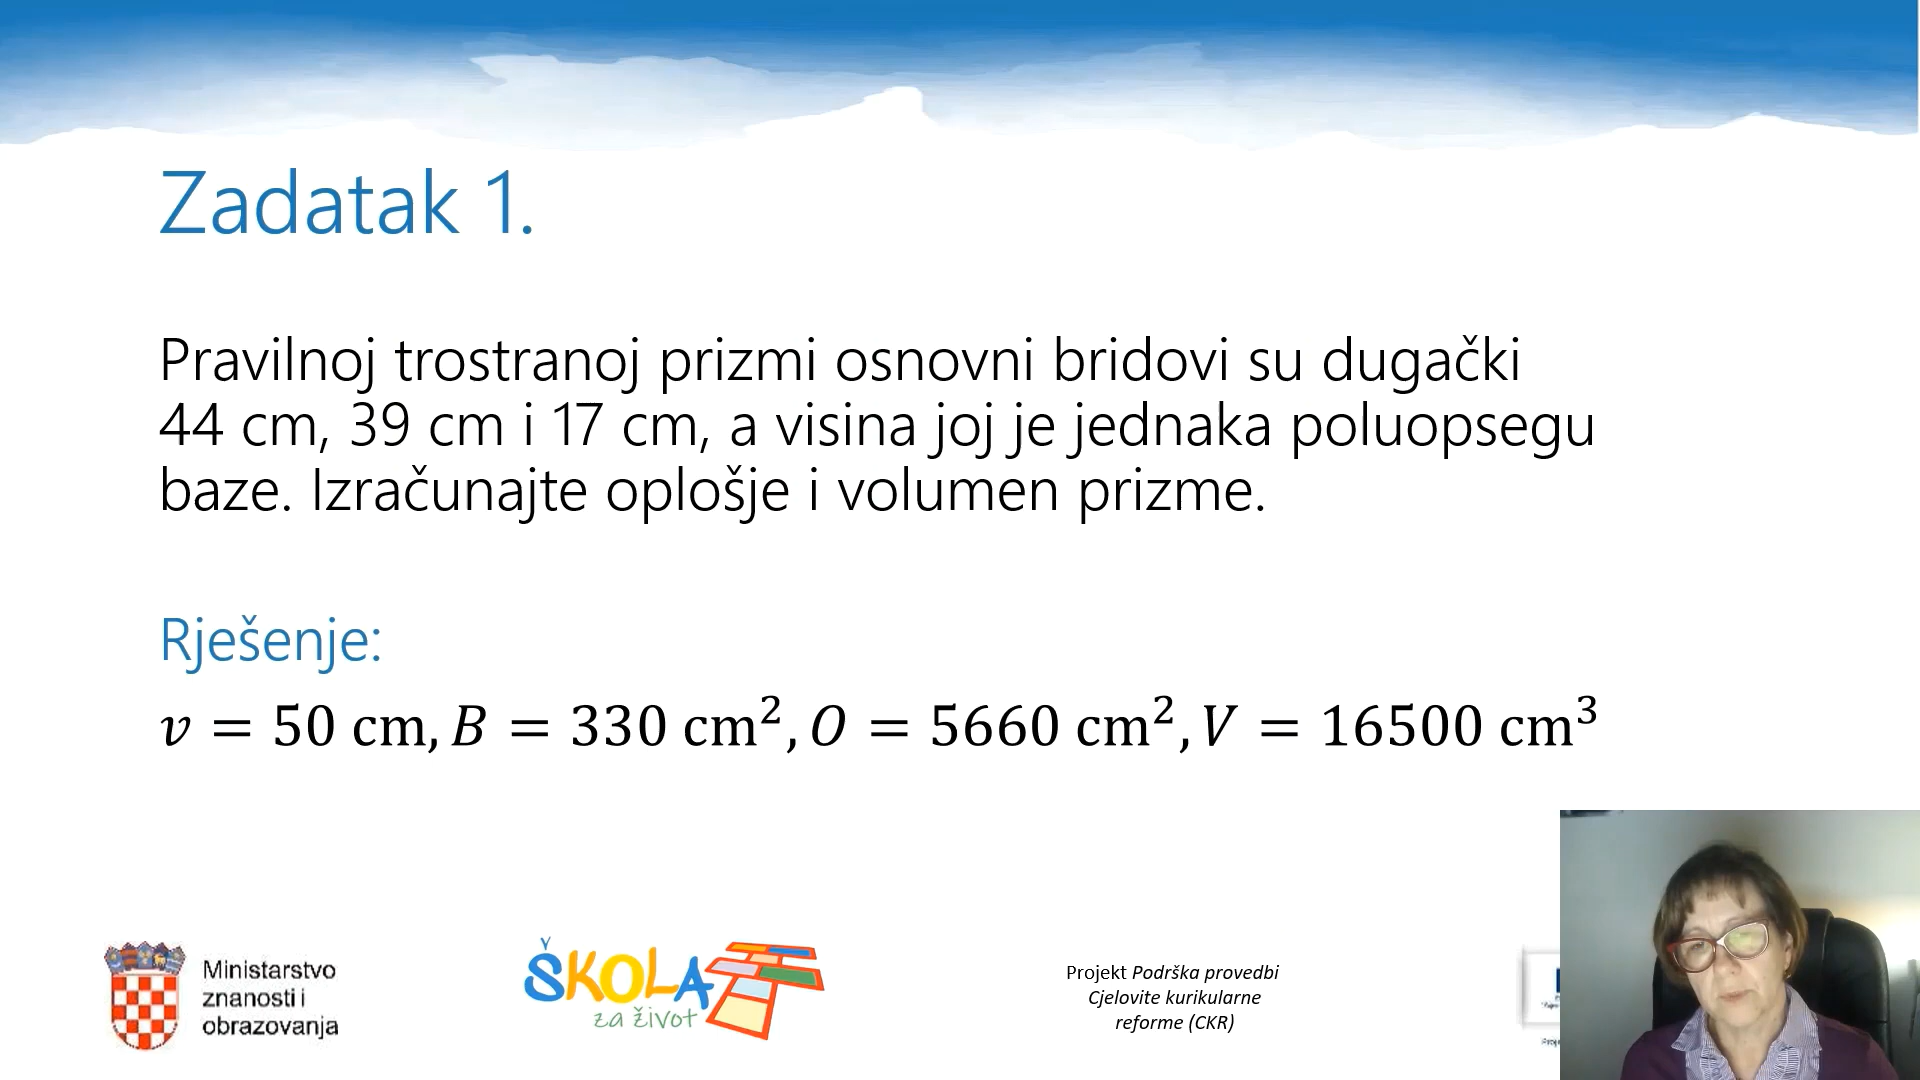 Zadatak 1.
Pravilnoj trostranoj prizmi osnovni bridovi su dugački
44 cm, 39 cm i 17 cm, a visina joj je jednaka poluopsegu
baze. Izračunajte oplošje i volumen prizme.
Rješenje:
v = 50 cm, B = 330 cm², O = 5660 cm², V = 16500 cm³
Ministarstvo
znanosti i
obrazovanja
ŠKOLA
za život
Projekt Podrška provedbi
Cjelovite kurikularne
reforme (CKR)